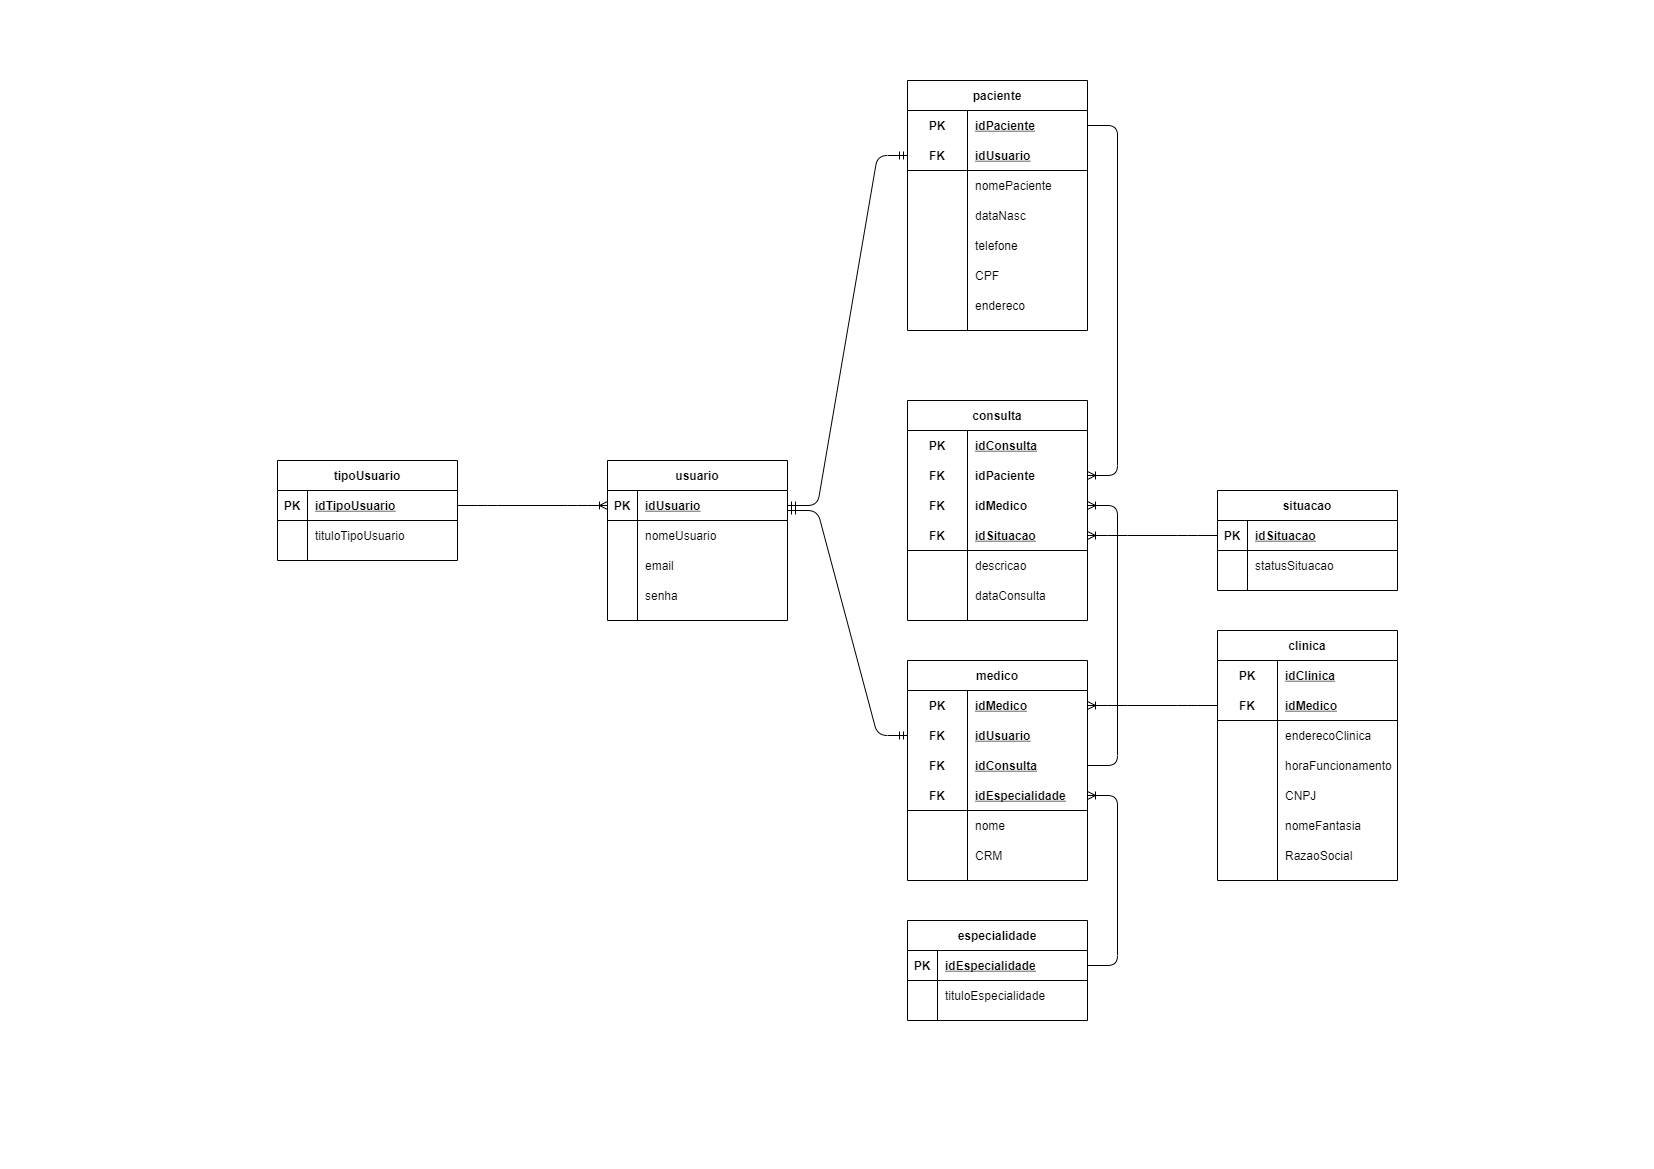 paciente
PK idPaciente
FK idUsuario
nomePaciente
dataNasc
telefone
CPF
endereco
consulta
PK idConsulta
FK idPaciente
FK idMedico
FK idSituacao
descricao
dataConsulta
tipoUsuario
PK idTipoUsuario
tituloTipoUsuario
usuario
PK idUsuario
nomeUsuario
email
senha
situacao
PK idSituacao
statusSituacao
clinica
PK idClinica
FK idMedico
enderecoClinica
horaFuncionamento
CNPJ
nomeFantasia
RazaoSocial
medico
PK idMedico
FK idUsuario
FK idConsulta
FK idEspecialidade
nome
CRM
especialidade
PK idEspecialidade
tituloEspecialidade